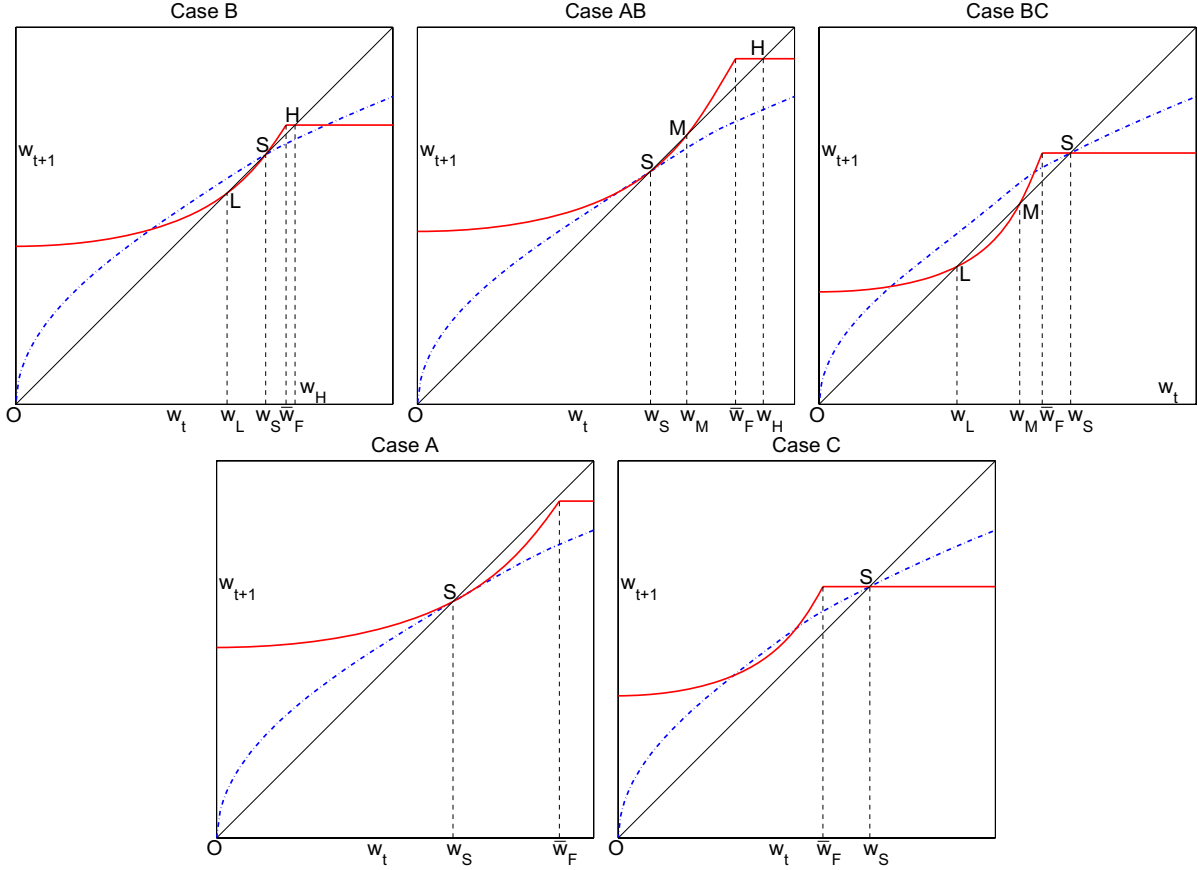 Case B
Case AB
Case BC
H
w_{t+1}
S
L
O
w_t
w_L
w_S
w̅_F
w_H
H
M
w_{t+1}
S
O
w_t
w_S
w_M
w̅_F
w_H
w_{t+1}
S
M
L
w_t
O
w_L
w_M
w̅_F
w_S
Case A
Case C
w_{t+1}
S
O
w_t
w_S
w̅_F
w_{t+1}
S
O
w_t
w̅_F
w_S